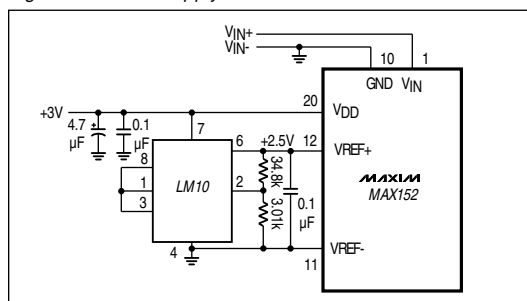 VIN+
VIN-
10
1
GND
VIN
+3V
20
VDD
4.7
µF
0.1
µF
7
6
+2.5V
12
VREF+
8
1
3
LM10
2
34.8k
3.01k
0.1
µF
MAXIM
MAX152
4
VREF-
11